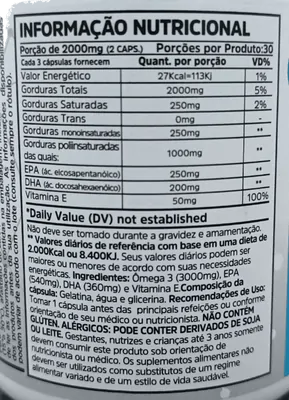 INFORMAÇÃO NUTRICIONAL
Porção de 2000mg (2 CAPS.) Porções por Produto:30
Cada 3 cápsulas fornecem Quant. por porção VD%
Valor Energético 27Kcal=113Kj 1%
Gorduras Totais 2000mg 5%
Gorduras Saturadas 250mg 2%
Gorduras Trans 0mg -
Gorduras monoinsaturadas 250mg **
Gorduras polinsaturadas 1000mg **
das quais:
EPA (ác. eicosapentanóico) 250mg **
DHA (ác. docosahexaenóico) 200mg **
Vitamina E 50mg 100%
*Daily Value (DV) not established
Não deve ser tomado durante a gravidez e amamentação.
** Valores diários de referência com base em uma dieta de
2.000Kcal ou 8.400KJ. Seus valores diários podem ser
maiores ou menores de acordo com suas necessidades
energéticas. Ingredientes: Ômega 3 (3000mg), EPA
(540mg), DHA (360mg) e Vitamina E.Composição da
cápsula: Gelatina, água e glicerina. Recomendações de Uso:
Tomar 1 cápsula antes das principais refeições ou conforme
orientação de seu médico ou nutricionista. NÃO CONTÉM
GLÚTEN. ALÉRGICOS: PODE CONTER DERIVADOS DE SOJA
OU LEITE. Gestantes, nutrizes e crianças até 3 anos somente
devem consumir este produto sob orientação de
nutricionista ou médico. Os suplementos alimentares não
devem ser utilizados como substitutos de um regime
alimentar variado e de um estilo de vida saudável.